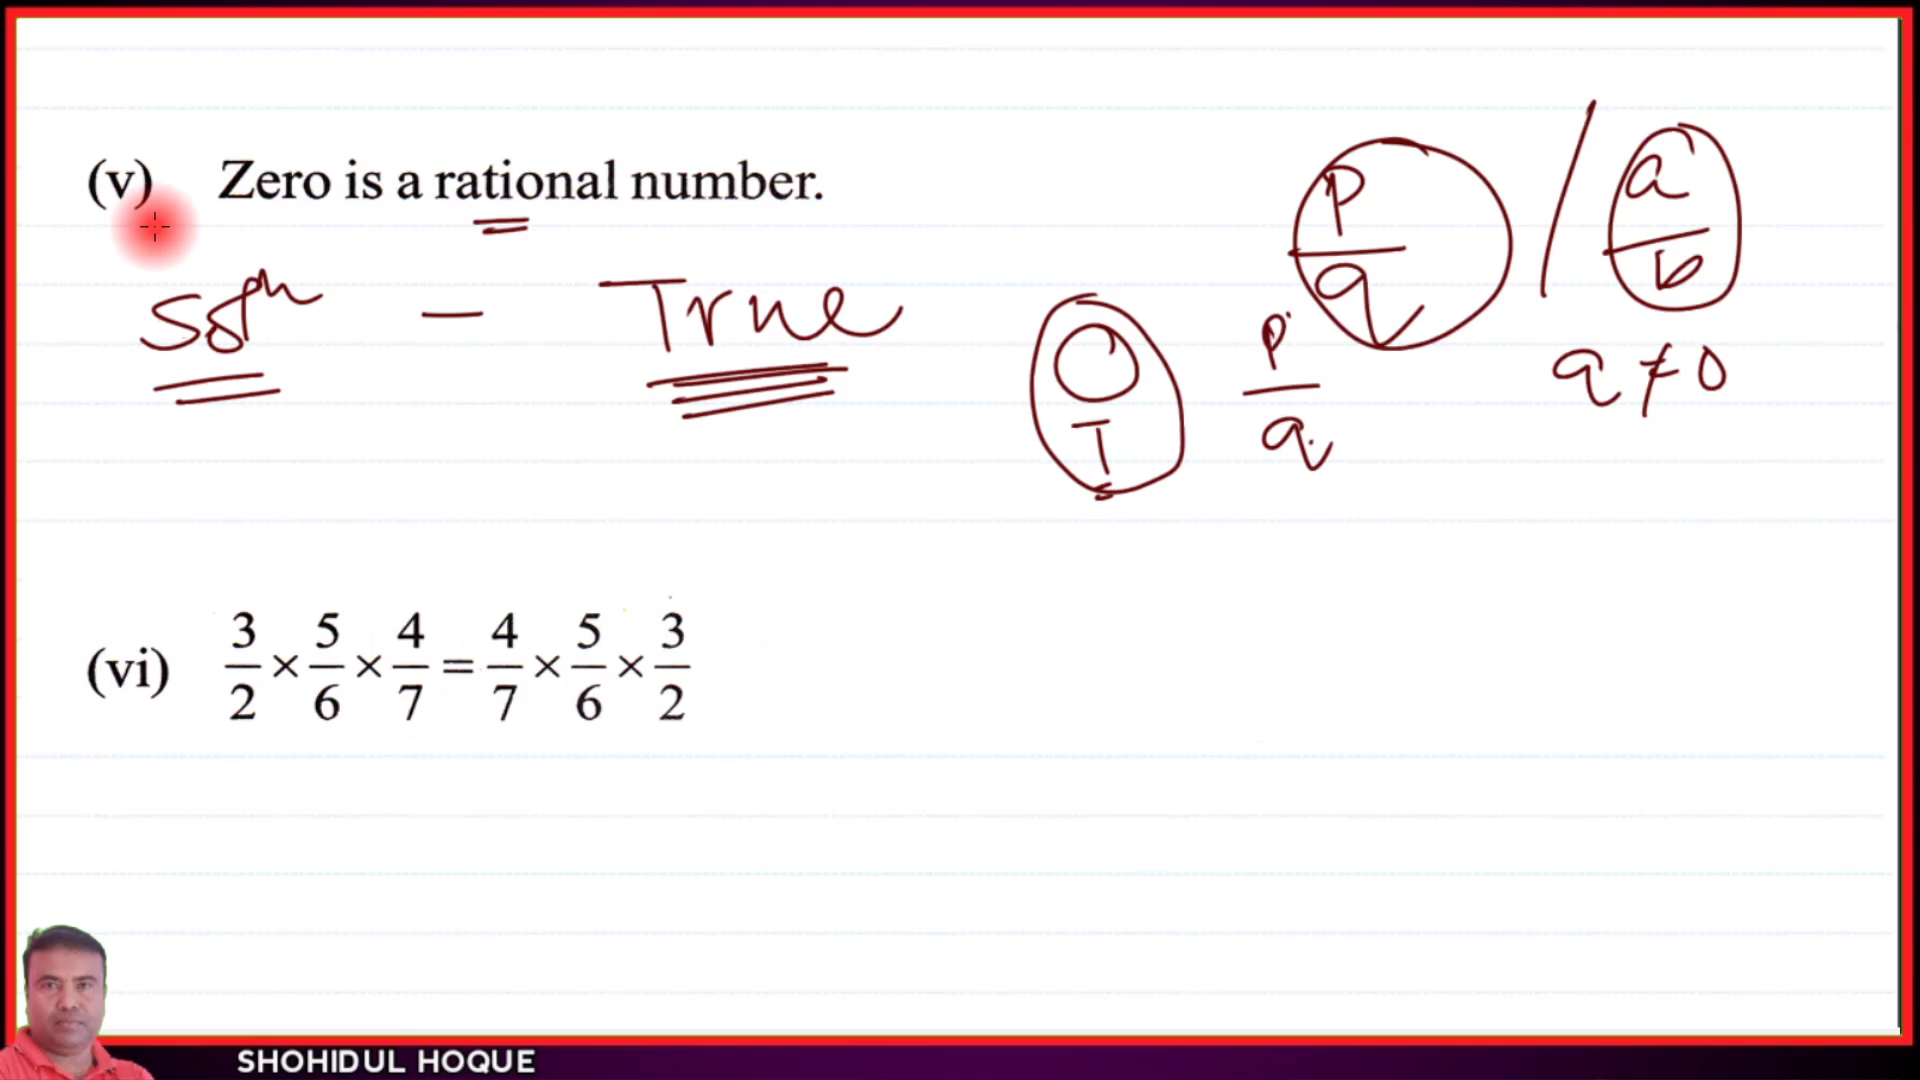 (v) Zero is a rational number.
Solⁿ – True
p/q / a/b
0/1 p/q q ≠ 0
(vi) 3/2 × 5/6 × 4/7 = 4/7 × 5/6 × 3/2
SHOHIDUL HOQUE